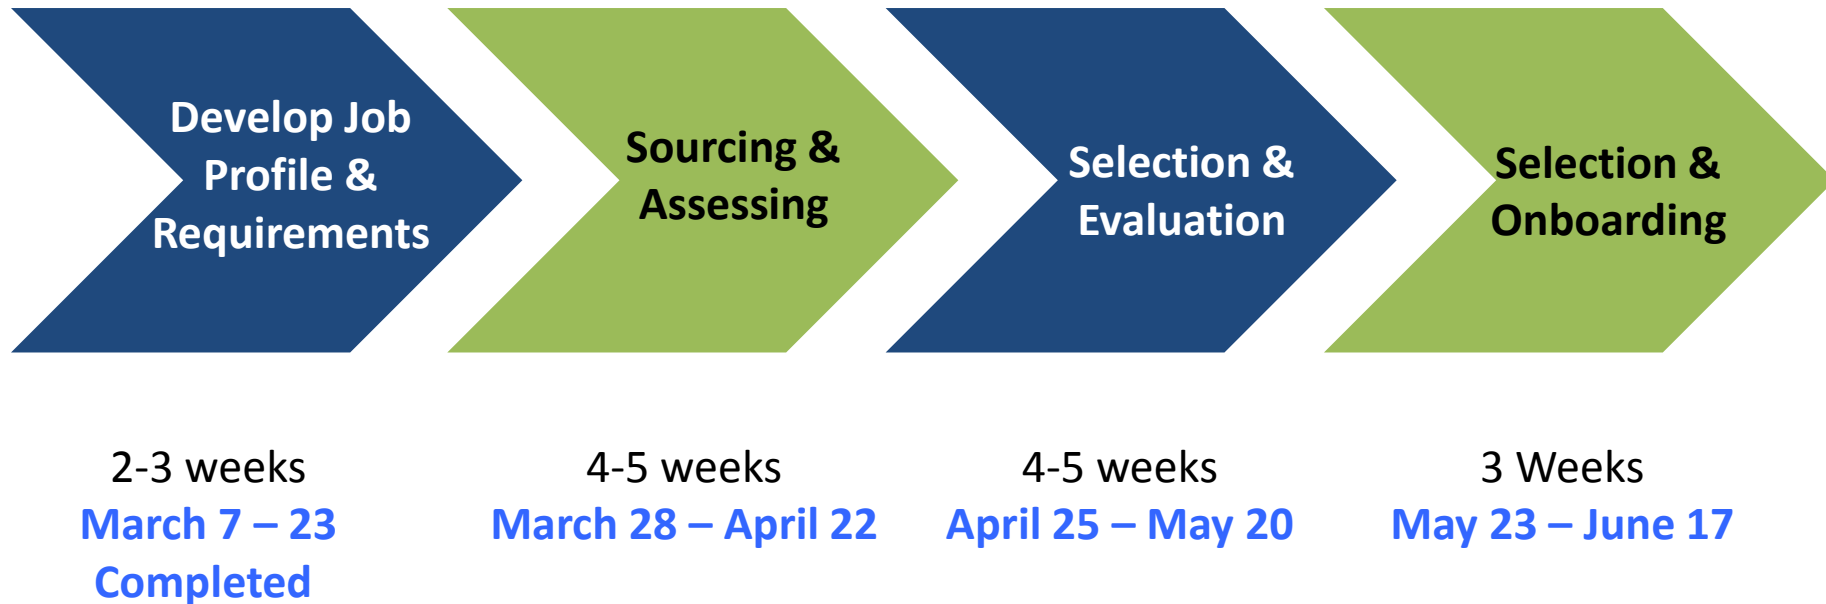 Develop Job
Profile &
Requirements
Sourcing &
Assessing
Selection &
Evaluation
Selection &
Onboarding
2-3 weeks
March 7 – 23
Completed
4-5 weeks
March 28 – April 22
4-5 weeks
April 25 – May 20
3 Weeks
May 23 – June 17